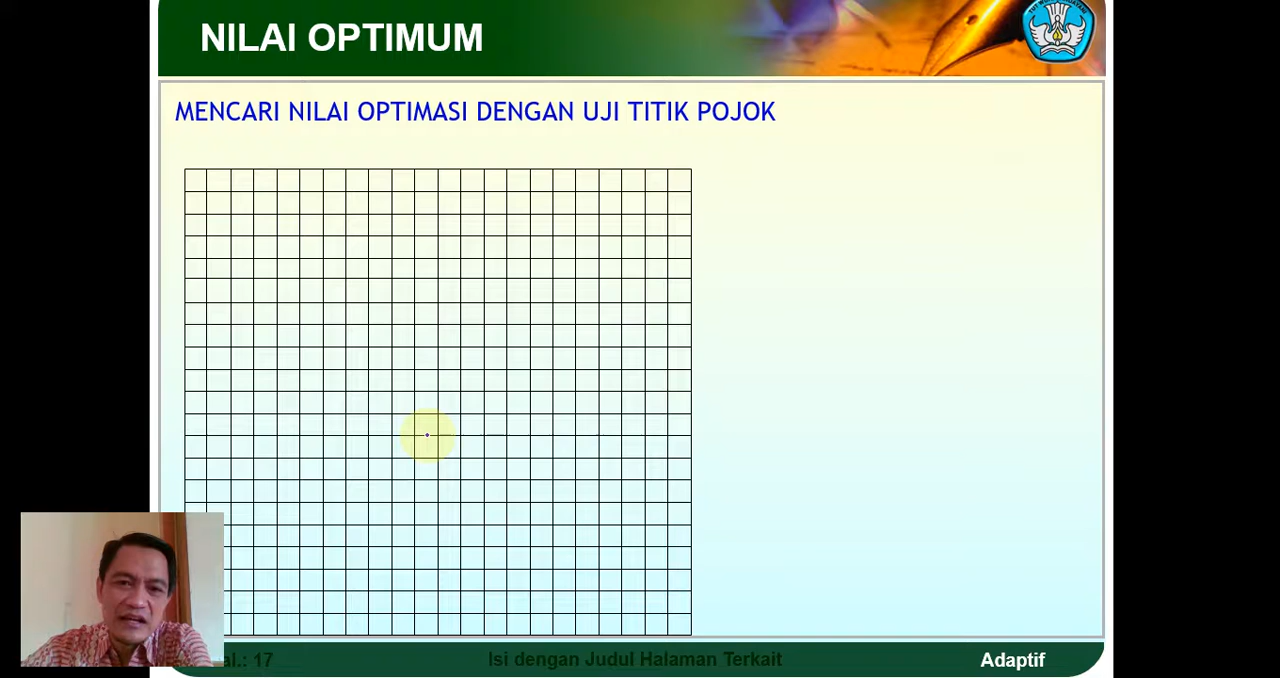 NILAI OPTIMUM
MENCARI NILAI OPTIMASI DENGAN UJI TITIK POJOK
17
Isi dengan Judul Halaman Terkait
Adaptif